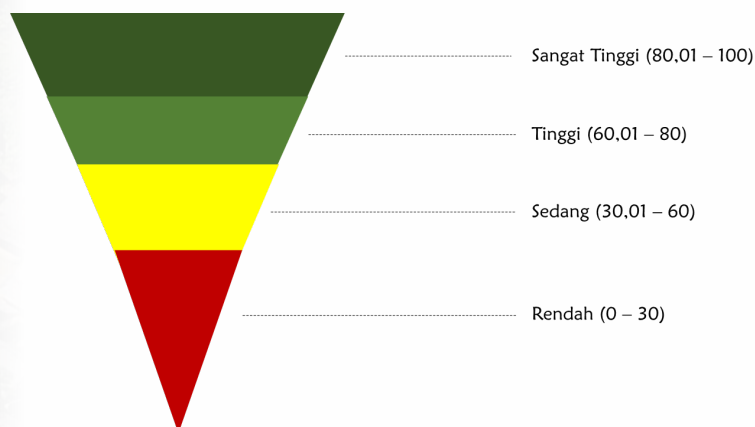 Sangat Tinggi (80,01 – 100)
Tinggi (60,01 – 80)
Sedang (30,01 – 60)
Rendah (0 – 30)